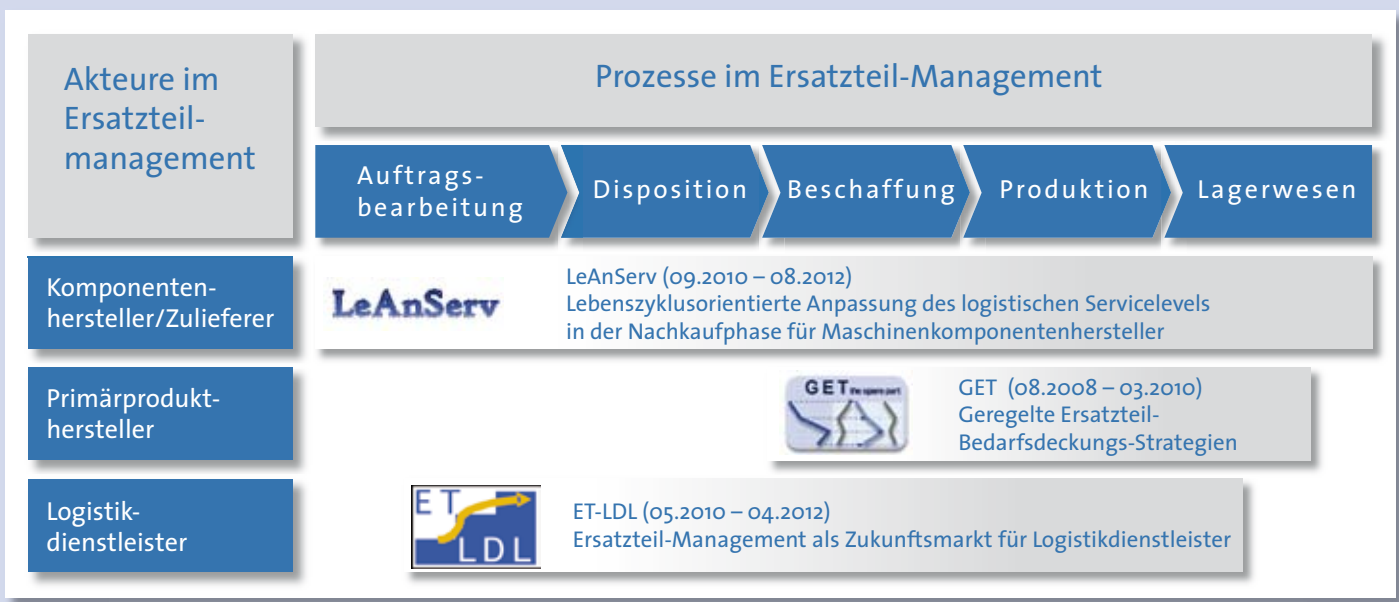 Akteure im
Ersatzteil-
management
Prozesse im Ersatzteil-Management
Auftrags-
bearbeitung
Disposition
Beschaffung
Produktion
Lagerwesen
Komponenten-
hersteller/Zulieferer
LeAnServ
LeAnServ (09.2010 – 08.2012)
Lebenszyklusorientierte Anpassung des logistischen Servicelevels
in der Nachkaufphase für Maschinenkomponentenhersteller
Primärprodukt-
hersteller
GET the spare part
GET (08.2008 – 03.2010)
Geregelte Ersatzteil-
Bedarfsdeckungs-Strategien
Logistik-
dienstleister
ET
LDL
ET-LDL (05.2010 – 04.2012)
Ersatzteil-Management als Zukunftsmarkt für Logistikdienstleister